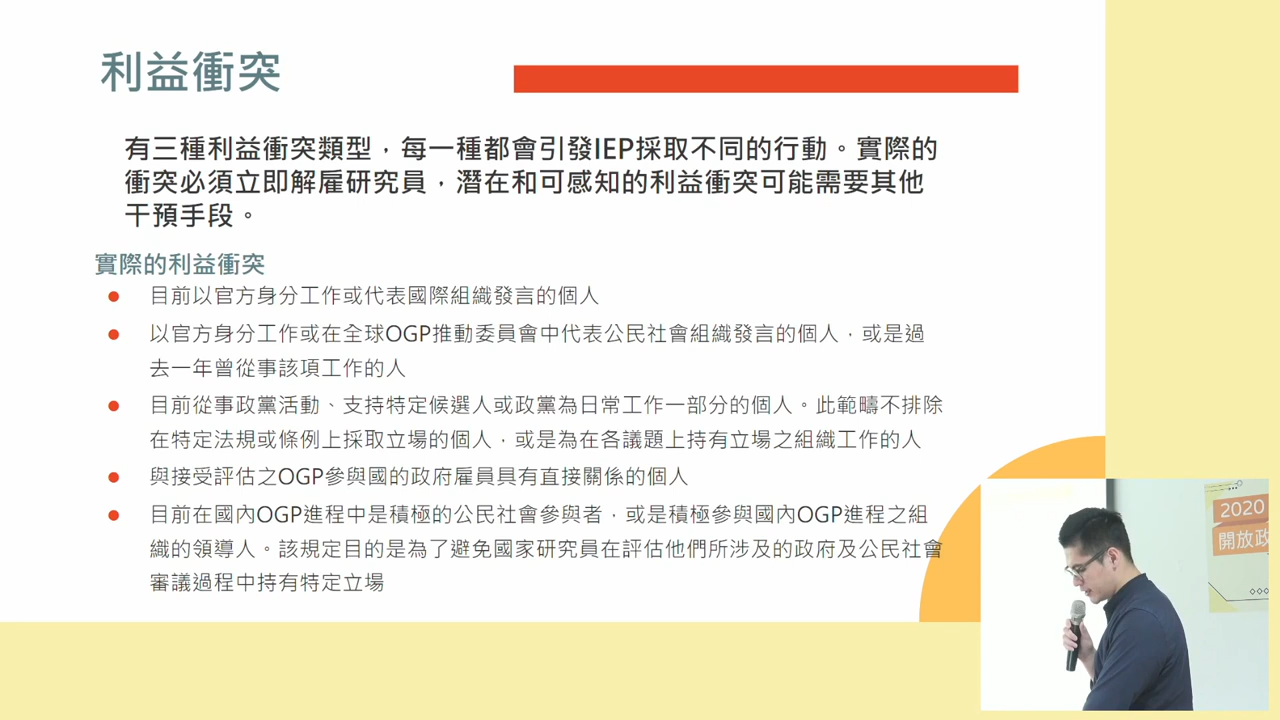 利益衝突
有三種利益衝突類型，每一種都會引發IEP採取不同的行動。實際的
衝突必須立即解雇研究員，潛在和可感知的利益衝突可能需要其他
干預手段。
實際的利益衝突
目前以官方身分工作或代表國際組織發言的個人
以官方身分工作或在全球OGP推動委員會中代表公民社會組織發言的個人，或是過
去一年曾從事該項工作的人
目前從事政黨活動、支持特定候選人或政黨為日常工作一部分的個人。此範疇不排除
在特定法規或條例上採取立場的個人，或是為在各議題上持有立場之組織工作的人
與接受評估之OGP參與國的政府雇員具有直接關係的個人
目前在國內OGP進程中是積極的公民社會參與者，或是積極參與國內OGP進程之組
織的領導人。該規定目的是為了避免國家研究員在評估他們所涉及的政府及公民社會
審議過程中持有特定立場
2020
開放政